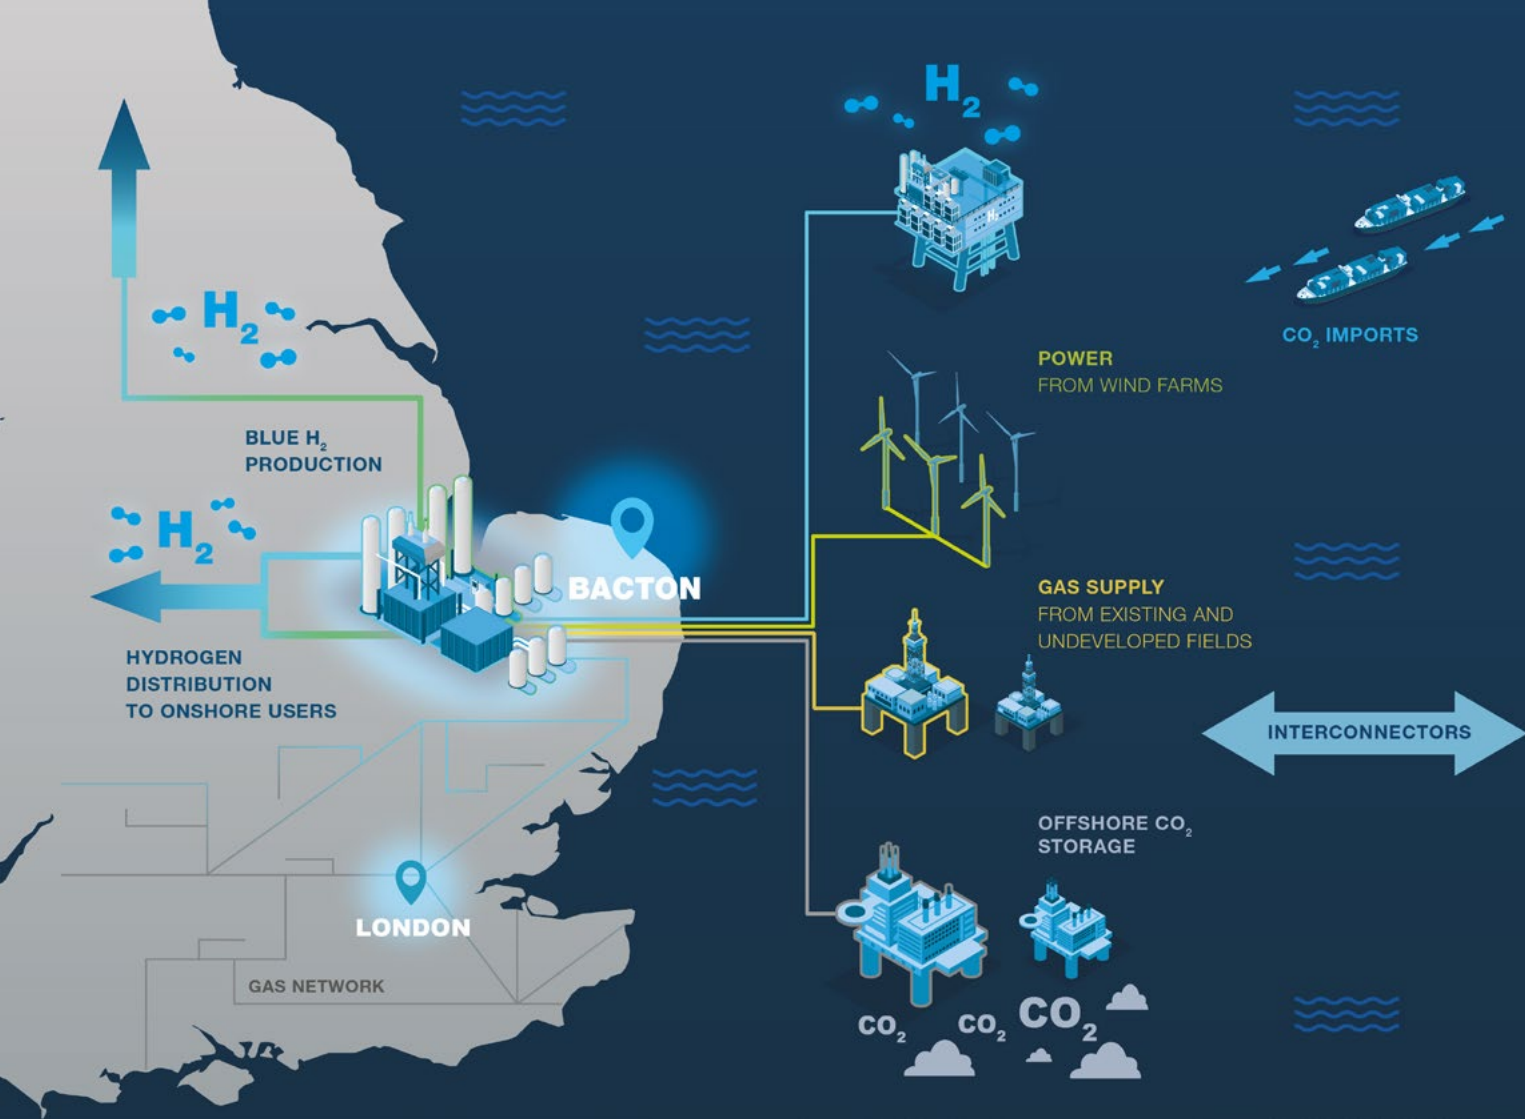 H₂
CO₂ IMPORTS
H₂
POWER
FROM WIND FARMS
BLUE H₂
PRODUCTION
H₂
BACTON
GAS SUPPLY
FROM EXISTING AND
UNDEVELOPED FIELDS
HYDROGEN
DISTRIBUTION
TO ONSHORE USERS
INTERCONNECTORS
OFFSHORE CO₂
STORAGE
LONDON
GAS NETWORK
CO₂
CO₂
CO₂
H₂